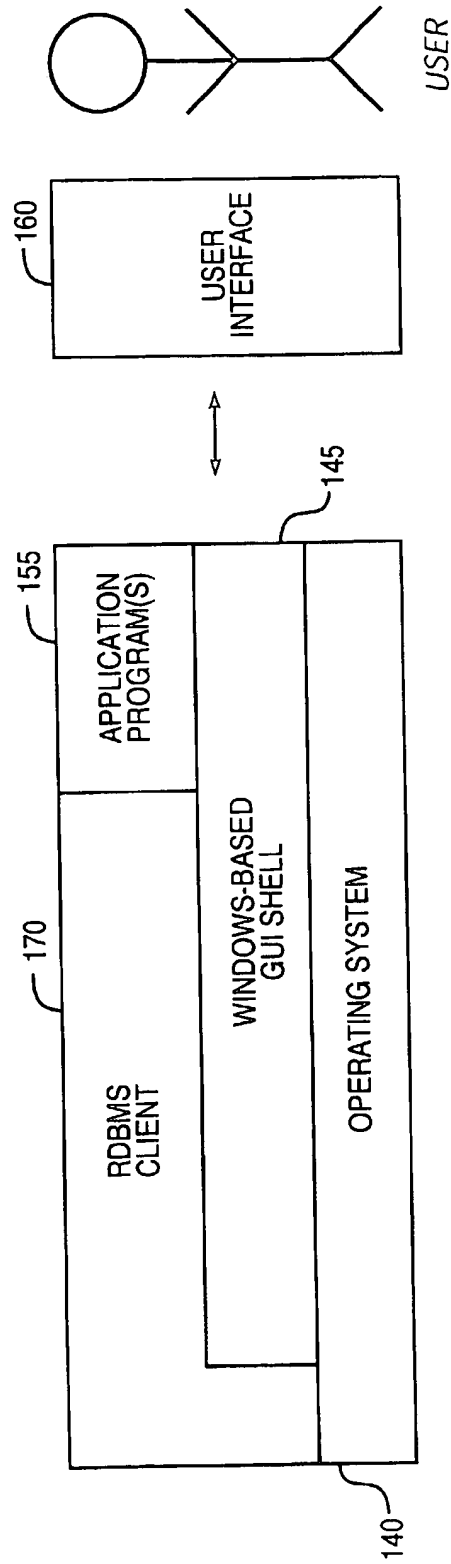 170
155
160
RDBMS
CLIENT
APPLICATION
PROGRAM(S)
USER
INTERFACE
WINDOWS-BASED
GUI SHELL
145
OPERATING SYSTEM
140
USER